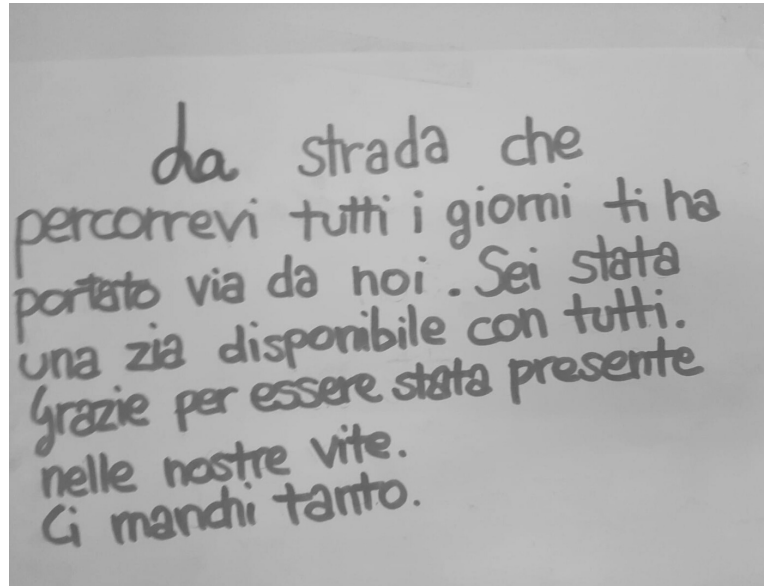 La strada che
percorrevi tutti i giorni ti ha
portato via da noi. Sei stata
una zia disponibile con tutti.
Grazie per essere stata presente
nelle nostre vite.
Ci manchi tanto.